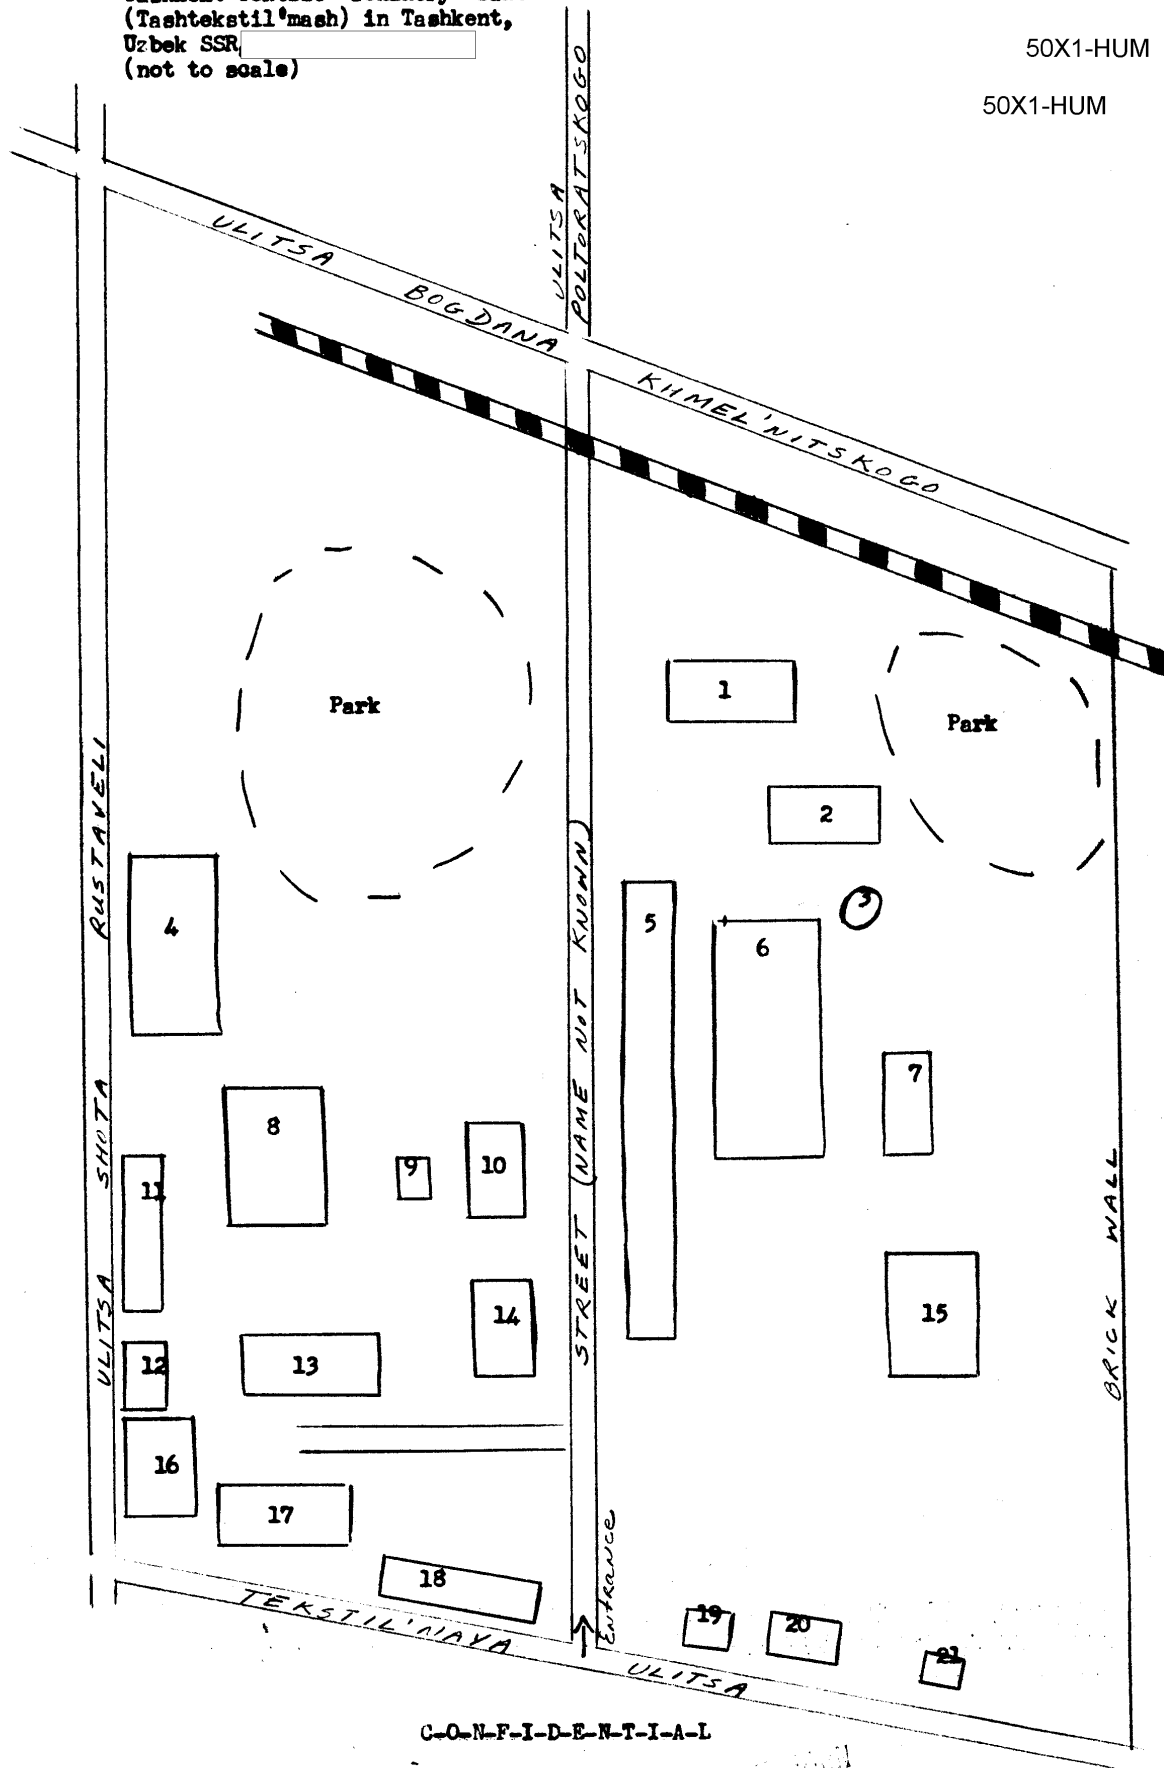 (Tashtekstil'mash) in Tashkent,
Uzbek SSR
(not to scale)
50X1-HUM
50X1-HUM
ULITSA POLTORATSKOGO
ULITSA BOGDANA KHMEL'NITSKOGO
Park
1
Park
2
3
4
5
6
7
8
9
10
11
12
13
14
15
16
17
18
19
20
21
ULITSA SHOTA RUSTAVELI
STREET (NAME NOT KNOWN)
BRICK WALL
Entrance
TEKSTIL'NAYA ULITSA
C-O-N-F-I-D-E-N-T-I-A-L